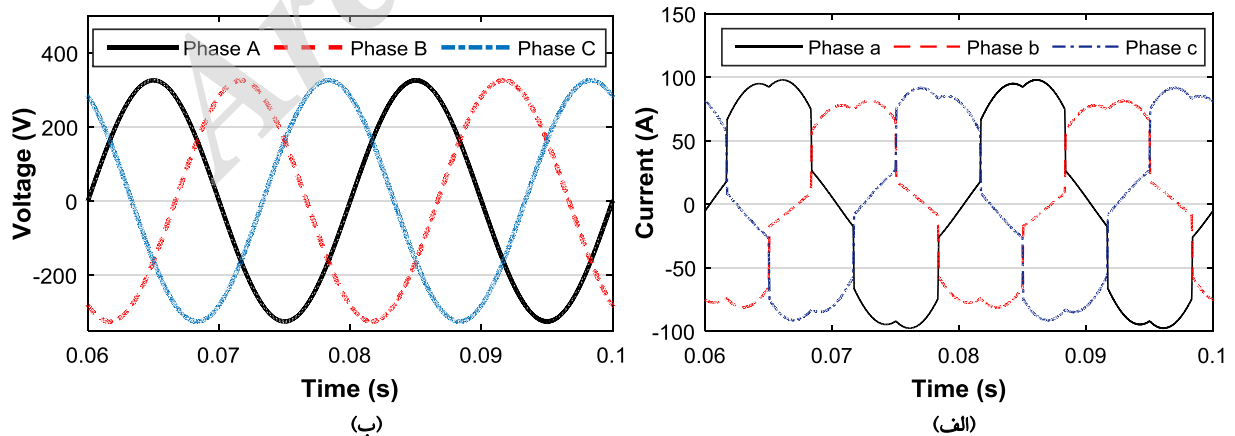 Voltage (V)
400
200
0
-200
Phase A Phase B Phase C
0.06 0.07 0.08 0.09 0.1
Time (s)
(ب)
Current (A)
150
100
50
0
-50
-100
Phase a Phase b Phase c
0.06 0.07 0.08 0.09 0.1
Time (s)
(الف)